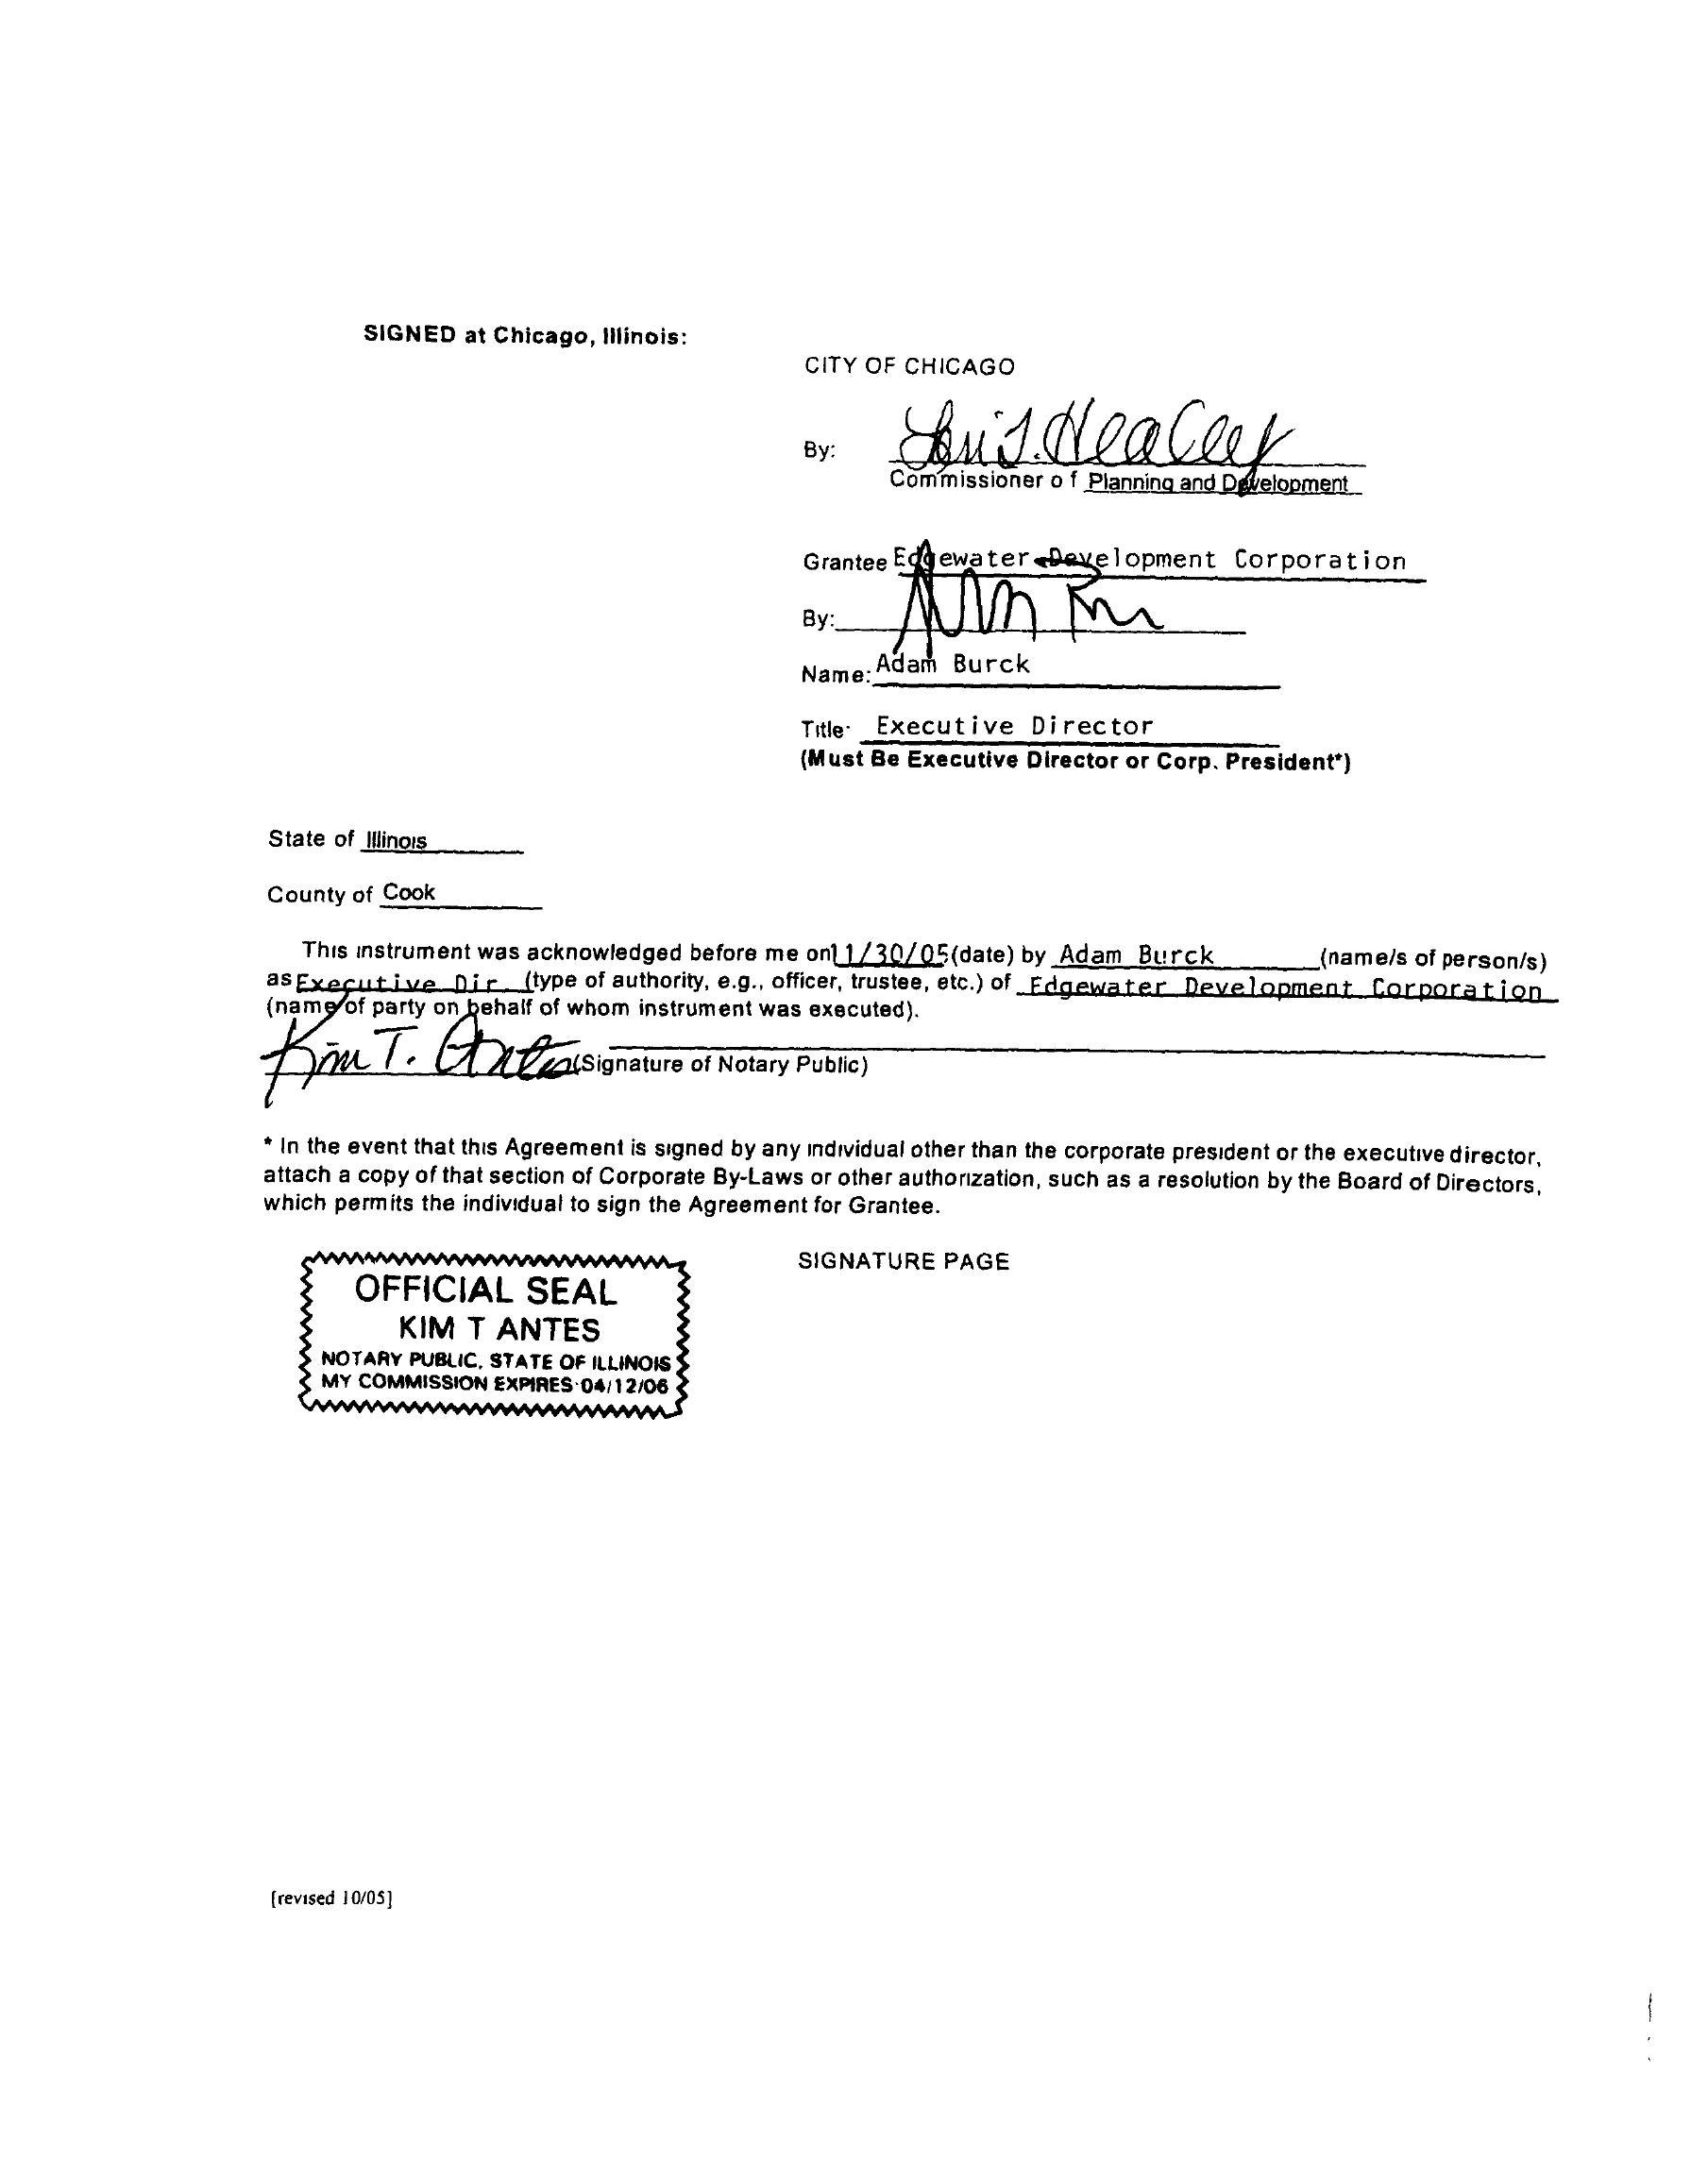 SIGNED at Chicago, Illinois:
CITY OF CHICAGO
By: Lori T. Healey
Commissioner o f Planning and Development
Grantee Edgewater Development Corporation
By:
Name: Adam Burck
Title: Executive Director
(Must Be Executive Director or Corp. President*)
State of Illinois
County of Cook
This instrument was acknowledged before me on 11/30/05 (date) by Adam Burck (name/s of person/s)
as Executive Dir (type of authority, e.g., officer, trustee, etc.) of Edgewater Development Corporation
(name of party on behalf of whom instrument was executed).
Kim T. Antes (Signature of Notary Public)
* In the event that this Agreement is signed by any individual other than the corporate president or the executive director,
attach a copy of that section of Corporate By-Laws or other authorization, such as a resolution by the Board of Directors,
which permits the individual to sign the Agreement for Grantee.
SIGNATURE PAGE
OFFICIAL SEAL
KIM T ANTES
NOTARY PUBLIC, STATE OF ILLINOIS
MY COMMISSION EXPIRES 04/12/06
[revised 10/05]